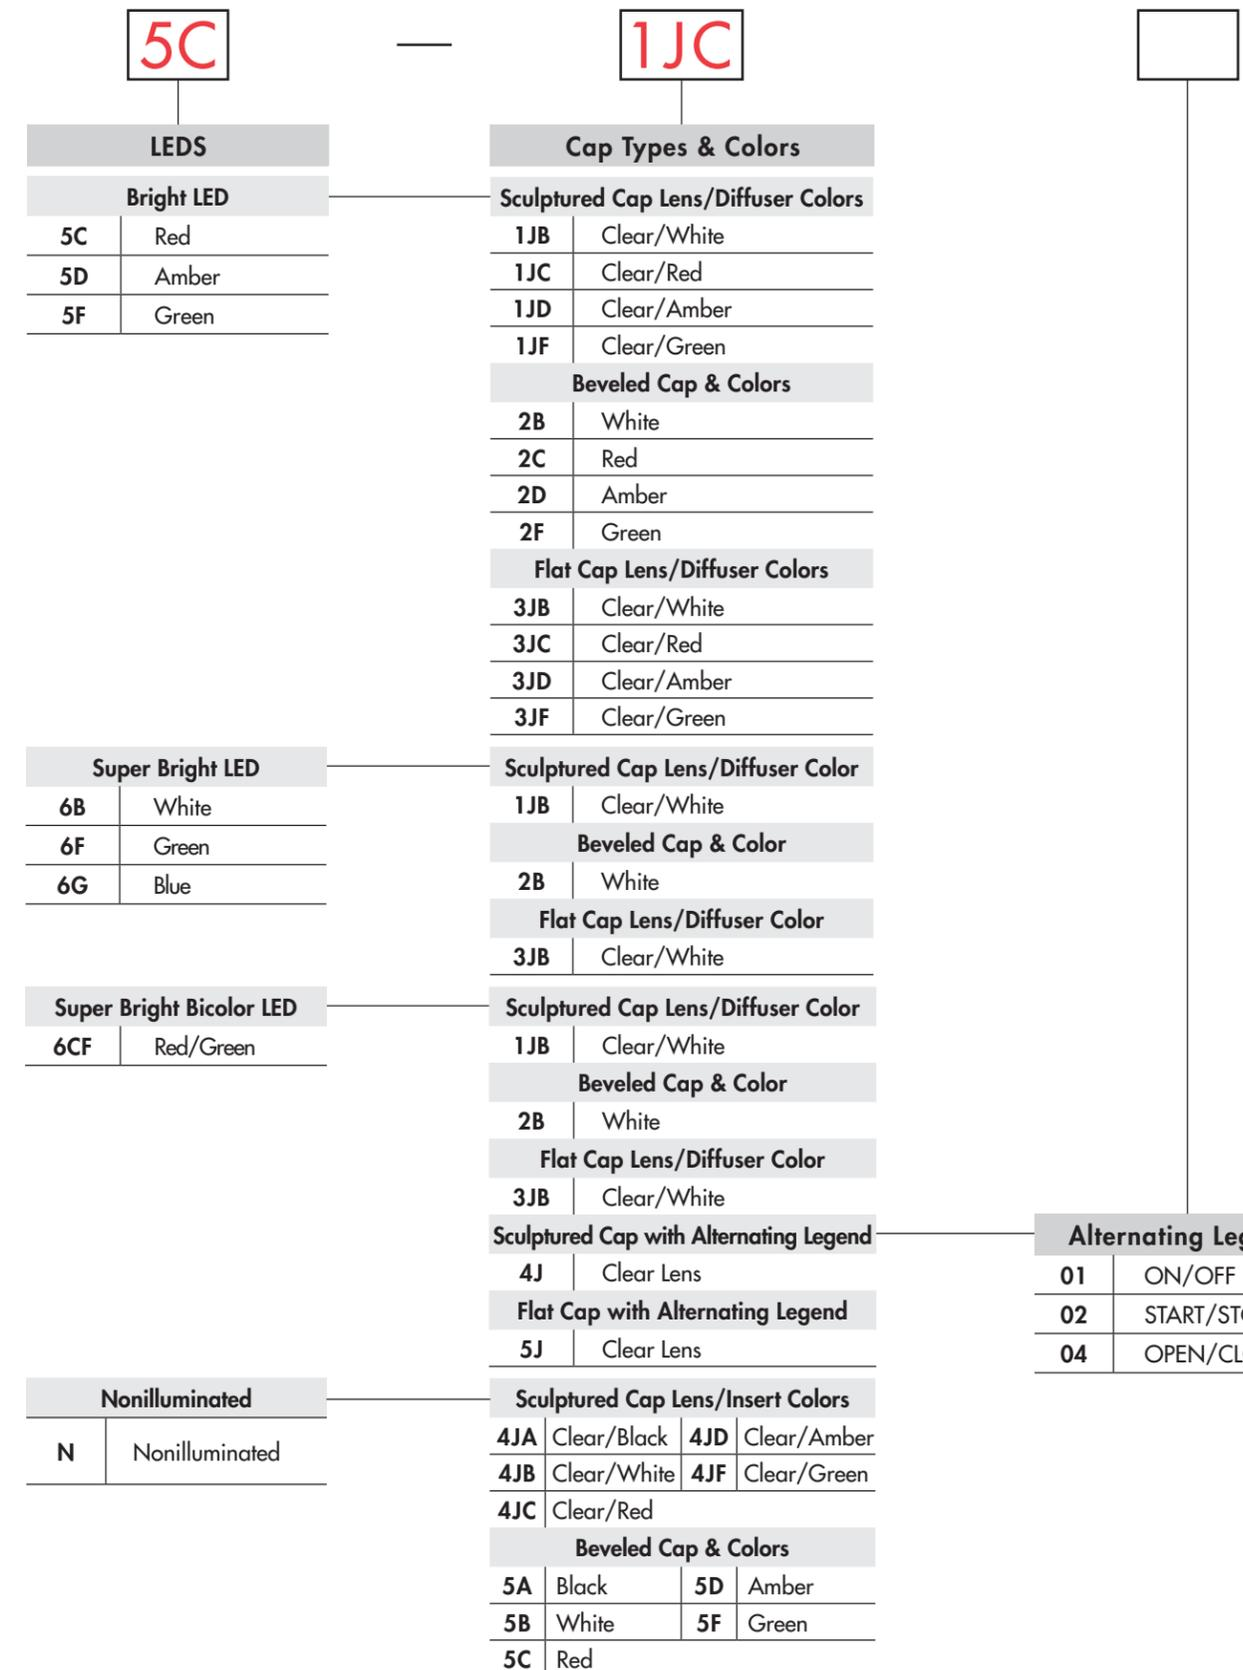 5C — 1JC
LEDS
Bright LED
5C Red
5D Amber
5F Green
Cap Types & Colors
Sculptured Cap Lens/Diffuser Colors
1JB Clear/White
1JC Clear/Red
1JD Clear/Amber
1JF Clear/Green
Beveled Cap & Colors
2B White
2C Red
2D Amber
2F Green
Flat Cap Lens/Diffuser Colors
3JB Clear/White
3JC Clear/Red
3JD Clear/Amber
3JF Clear/Green
Super Bright LED
6B White
6F Green
6G Blue
Sculptured Cap Lens/Diffuser Color
1JB Clear/White
Beveled Cap & Color
2B White
Flat Cap Lens/Diffuser Color
3JB Clear/White
Super Bright Bicolor LED
6CF Red/Green
Sculptured Cap Lens/Diffuser Color
1JB Clear/White
Beveled Cap & Color
2B White
Flat Cap Lens/Diffuser Color
3JB Clear/White
Sculptured Cap with Alternating Legend
4J Clear Lens
Flat Cap with Alternating Legend
5J Clear Lens
Alternating
01 ON/OFF
02 START/
04 OPEN/
Nonilluminated
N Nonilluminated
Sculptured Cap Lens/Insert Colors
4JA Clear/Black 4JD Clear/Amber
4JB Clear/White 4JF Clear/Green
4JC Clear/Red
Beveled Cap & Colors
5A Black 5D Amber
5B White 5F Green
5C Red